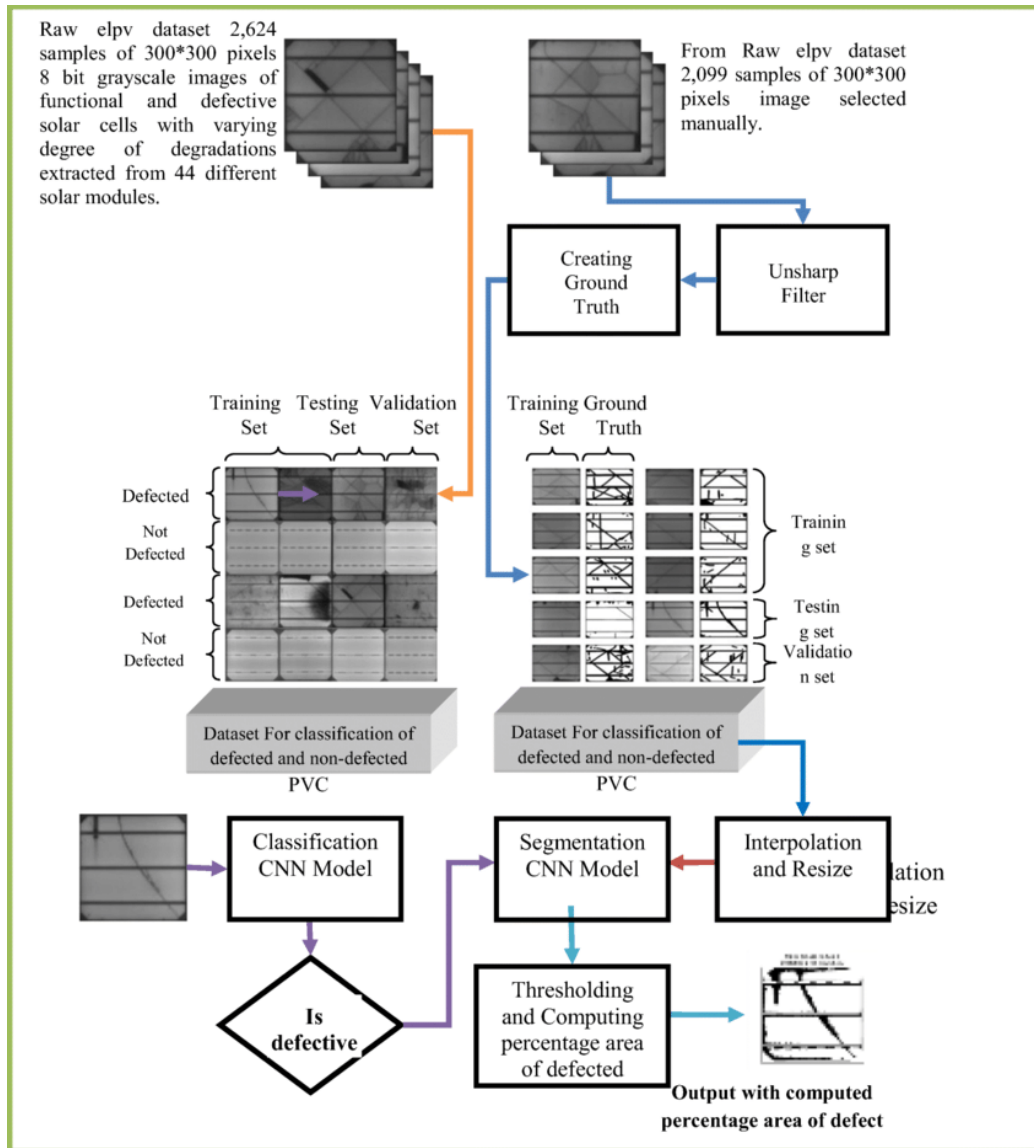 Raw elpv dataset 2,624
samples of 300*300 pixels
8 bit grayscale images of
functional and defective
solar cells with varying
degree of degradations
extracted from 44 different
solar modules.
From Raw elpv dataset
2,099 samples of 300*300
pixels image selected
manually.
Creating
Ground
Truth
Unsharp
Filter
Training Testing Validation
Set Set Set
Defected
Not
Defected
Defected
Not
Defected
Training Ground
Set Truth
Trainin
g set
Testin
g set
Validatio
n set
Dataset For classification of
defected and non-defected
PVC
Dataset For classification of
defected and non-defected
PVC
Classification
CNN Model
Segmentation
CNN Model
Interpolation
and Resize
lation
esize
Is
defective
Thresholding
and Computing
percentage area
of defected
Output with computed
percentage area of defect